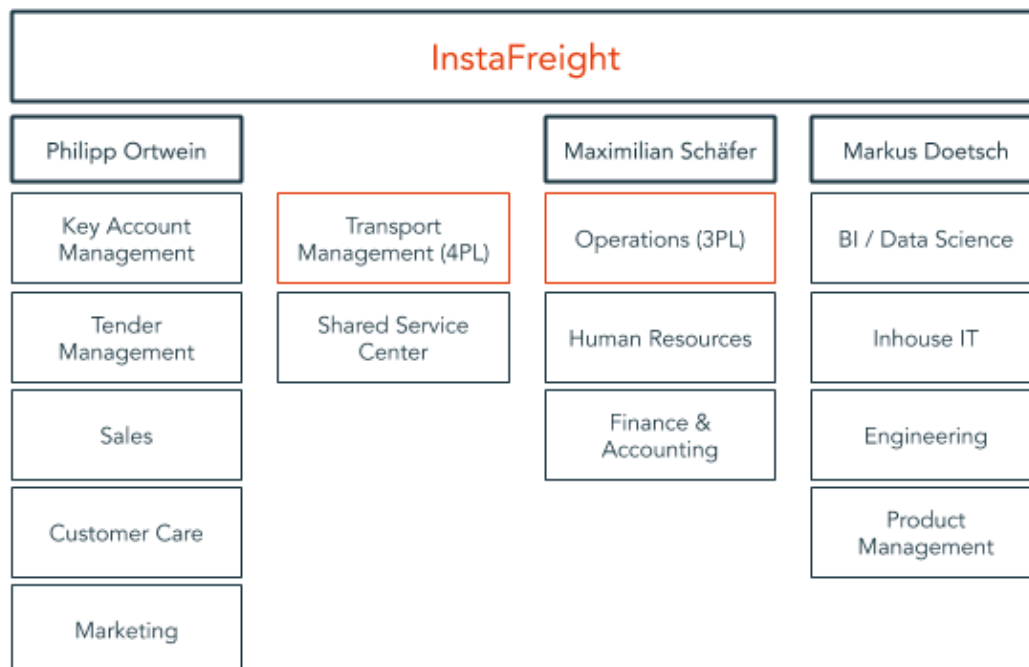 InstaFreight
Philipp Ortwein
Maximilian Schäfer
Markus Doetsch
Key Account
Management
Transport
Management (4PL)
Operations (3PL)
BI / Data Science
Tender
Management
Shared Service
Center
Human Resources
Inhouse IT
Sales
Finance &
Accounting
Engineering
Customer Care
Product
Management
Marketing